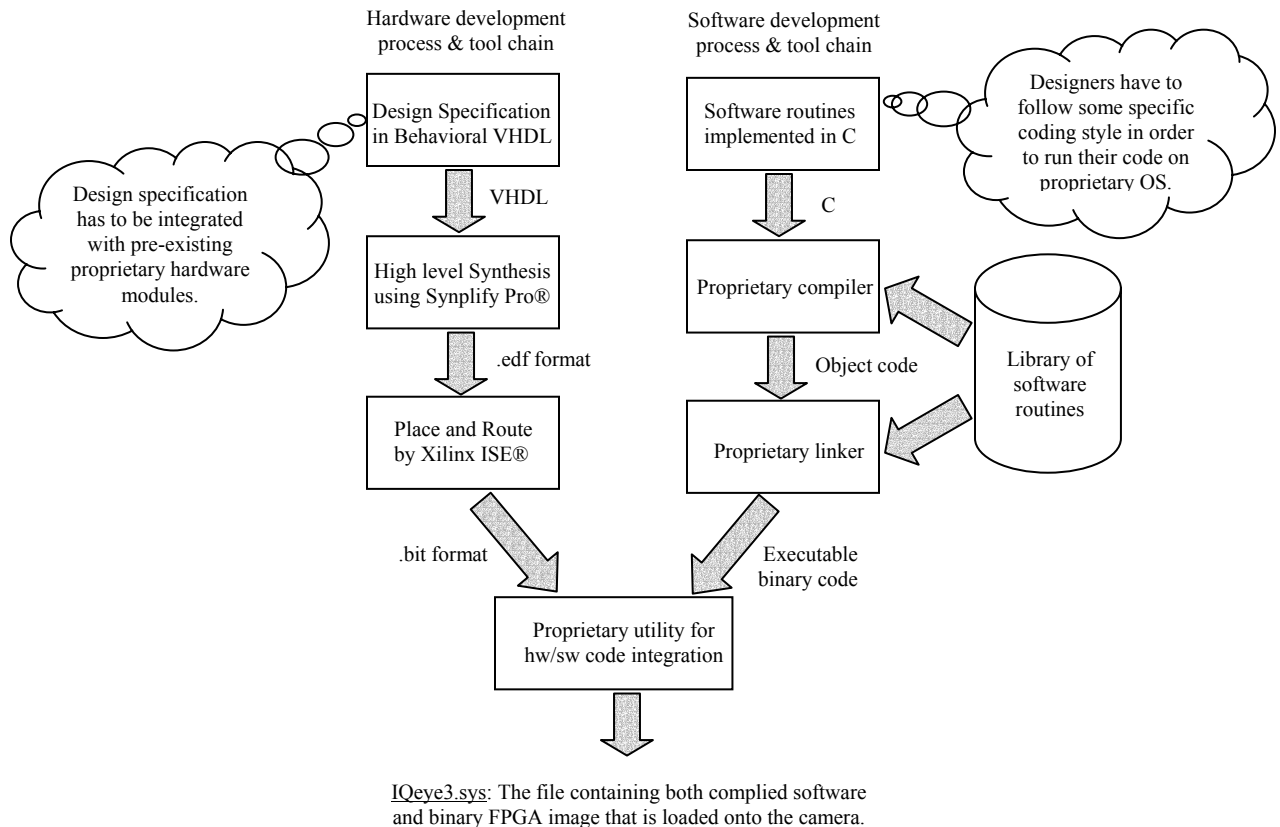 Hardware development
process & tool chain
Software development
process & tool chain
Design Specification
in Behavioral VHDL
Software routines
implemented in C
Designers have to
follow some specific
coding style in order
to run their code on
proprietary OS.
Design specification
has to be integrated
with pre-existing
proprietary hardware
modules.
VHDL
C
High level Synthesis
using Synplify Pro®
Proprietary compiler
.edf format
Object code
Library of
software
routines
Place and Route
by Xilinx ISE®
Proprietary linker
.bit format
Executable
binary code
Proprietary utility for
hw/sw code integration
IQeye3.sys: The file containing both complied software
and binary FPGA image that is loaded onto the camera.